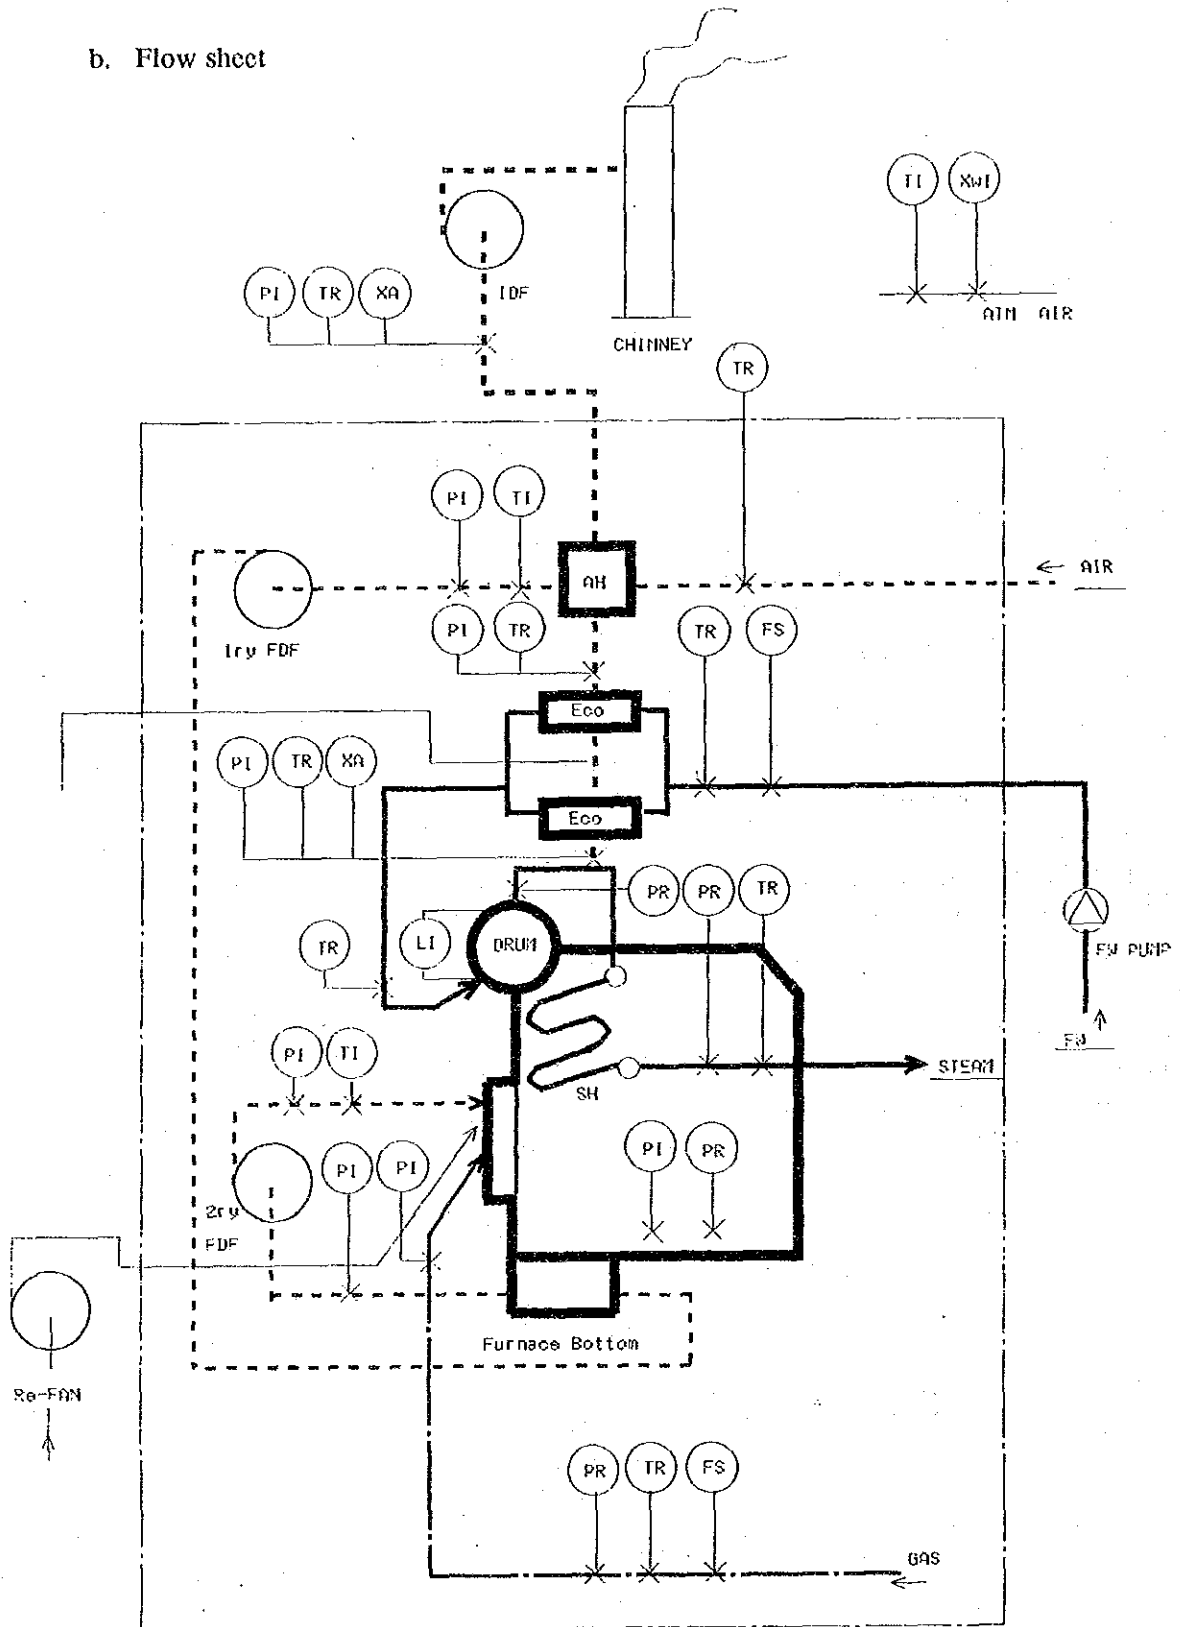 b. Flow sheet
TI XWI
PI TR XA
IDF
ATM AIR
CHIMNEY
TR
PI TI
AH
AIR
PI TR
TR FS
1ry FDF
Eco
PI TR XA
Eco
PR PR TR
TR LI DRUM
FW PUMP
PI TI
FW
STEAM
SH
PI PR
PI PI
2ry
FDF
Furnace Bottom
Re-FAN
PR TR FS
GAS